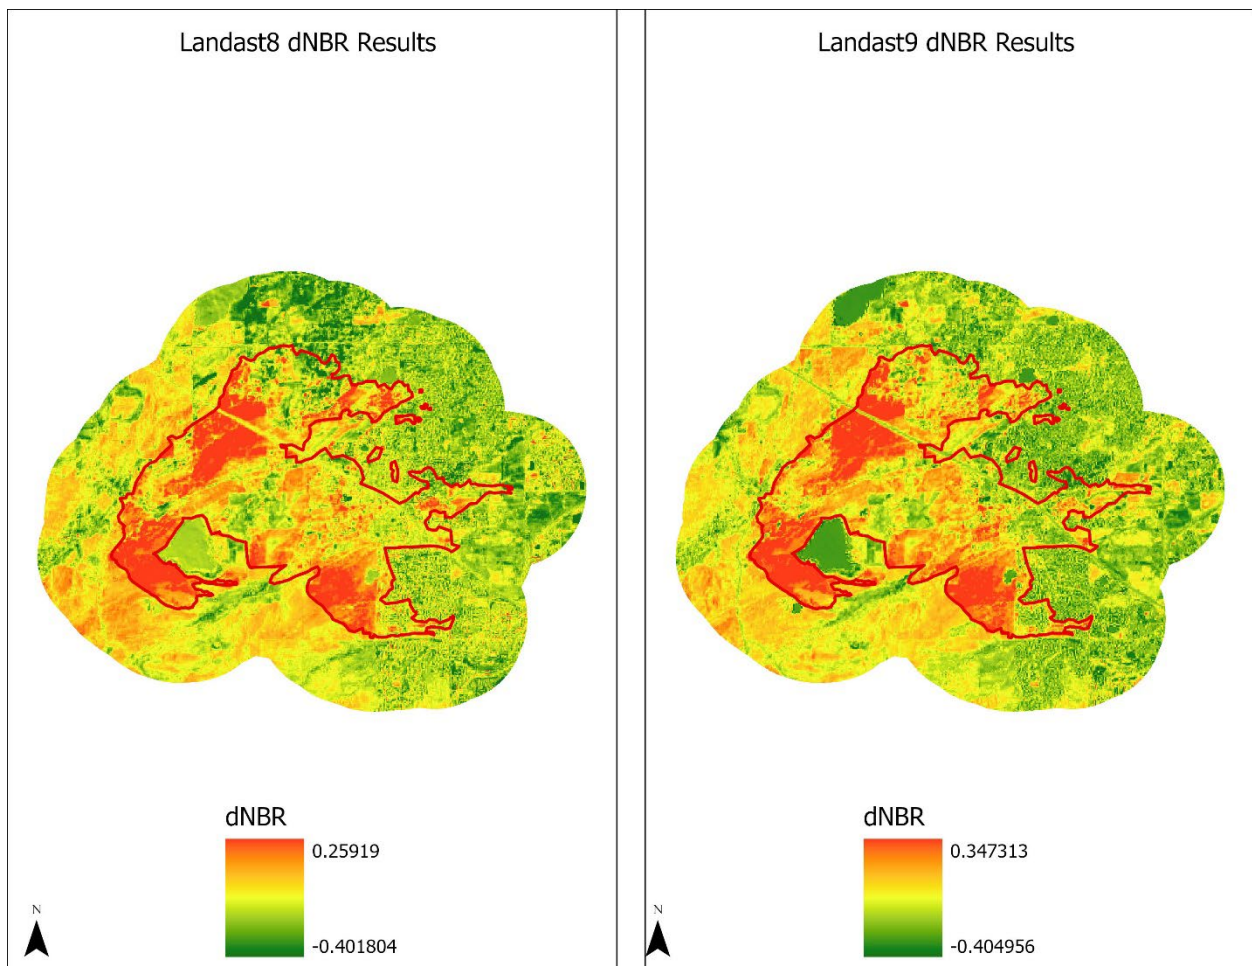 Landast8 dNBR Results
Landast9 dNBR Results
dNBR
0.25919
-0.401804
N
dNBR
0.347313
-0.404956
N